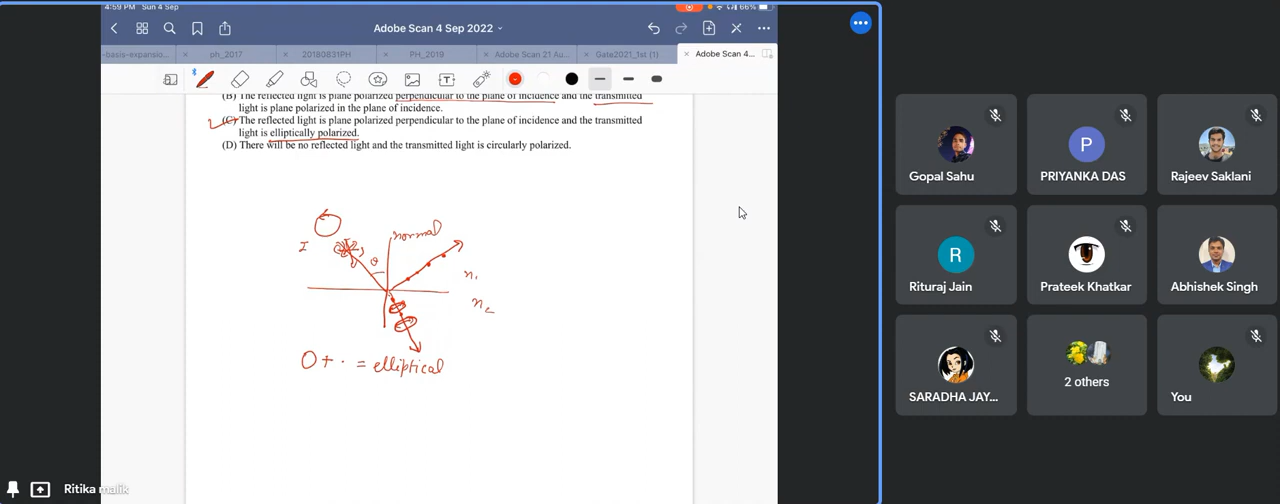 4:59 PM Sun 4 Sep
66%
Adobe Scan 4 Sep 2022
-basis-expansion...
ph_2017
20180831PH
PH_2019
Adobe Scan 21 Au...
Gate2021_1st (1)
Adobe Scan 4...
(B) The reflected light is plane polarized perpendicular to the plane of incidence and the transmitted
light is plane polarized in the plane of incidence.
(C) The reflected light is plane polarized perpendicular to the plane of incidence and the transmitted
light is elliptically polarized.
(D) There will be no reflected light and the transmitted light is circularly polarized.
normal
I
θ
n₁
n₂
O + · = elliptical
Gopal Sahu
P
PRIYANKA DAS
Rajeev Saklani
R
Rituraj Jain
Prateek Khatkar
Abhishek Singh
SARADHA JAY...
2 others
You
Ritika malik